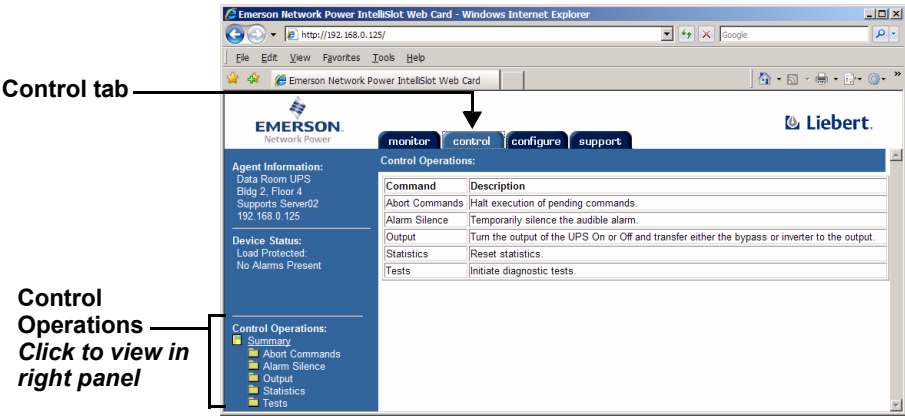 Emerson Network Power IntelliSlot Web Card - Windows Internet Explorer
http://192.168.0.125/
Google
File Edit View Favorites Tools Help
Emerson Network Power IntelliSlot Web Card
Control tab
EMERSON
Network Power
Liebert.
monitor control configure support
Agent Information:
Data Room UPS
Bldg 2, Floor 4
Supports Server02
192.168.0.125
Device Status:
Load Protected:
No Alarms Present
Control Operations:
Command Description
Abort Commands Halt execution of pending commands.
Alarm Silence Temporarily silence the audible alarm.
Output Turn the output of the UPS On or Off and transfer either the bypass or inverter to the output.
Statistics Reset statistics.
Tests Initiate diagnostic tests.
Control
Operations
Click to view in
right panel
Control Operations:
Summary
Abort Commands
Alarm Silence
Output
Statistics
Tests